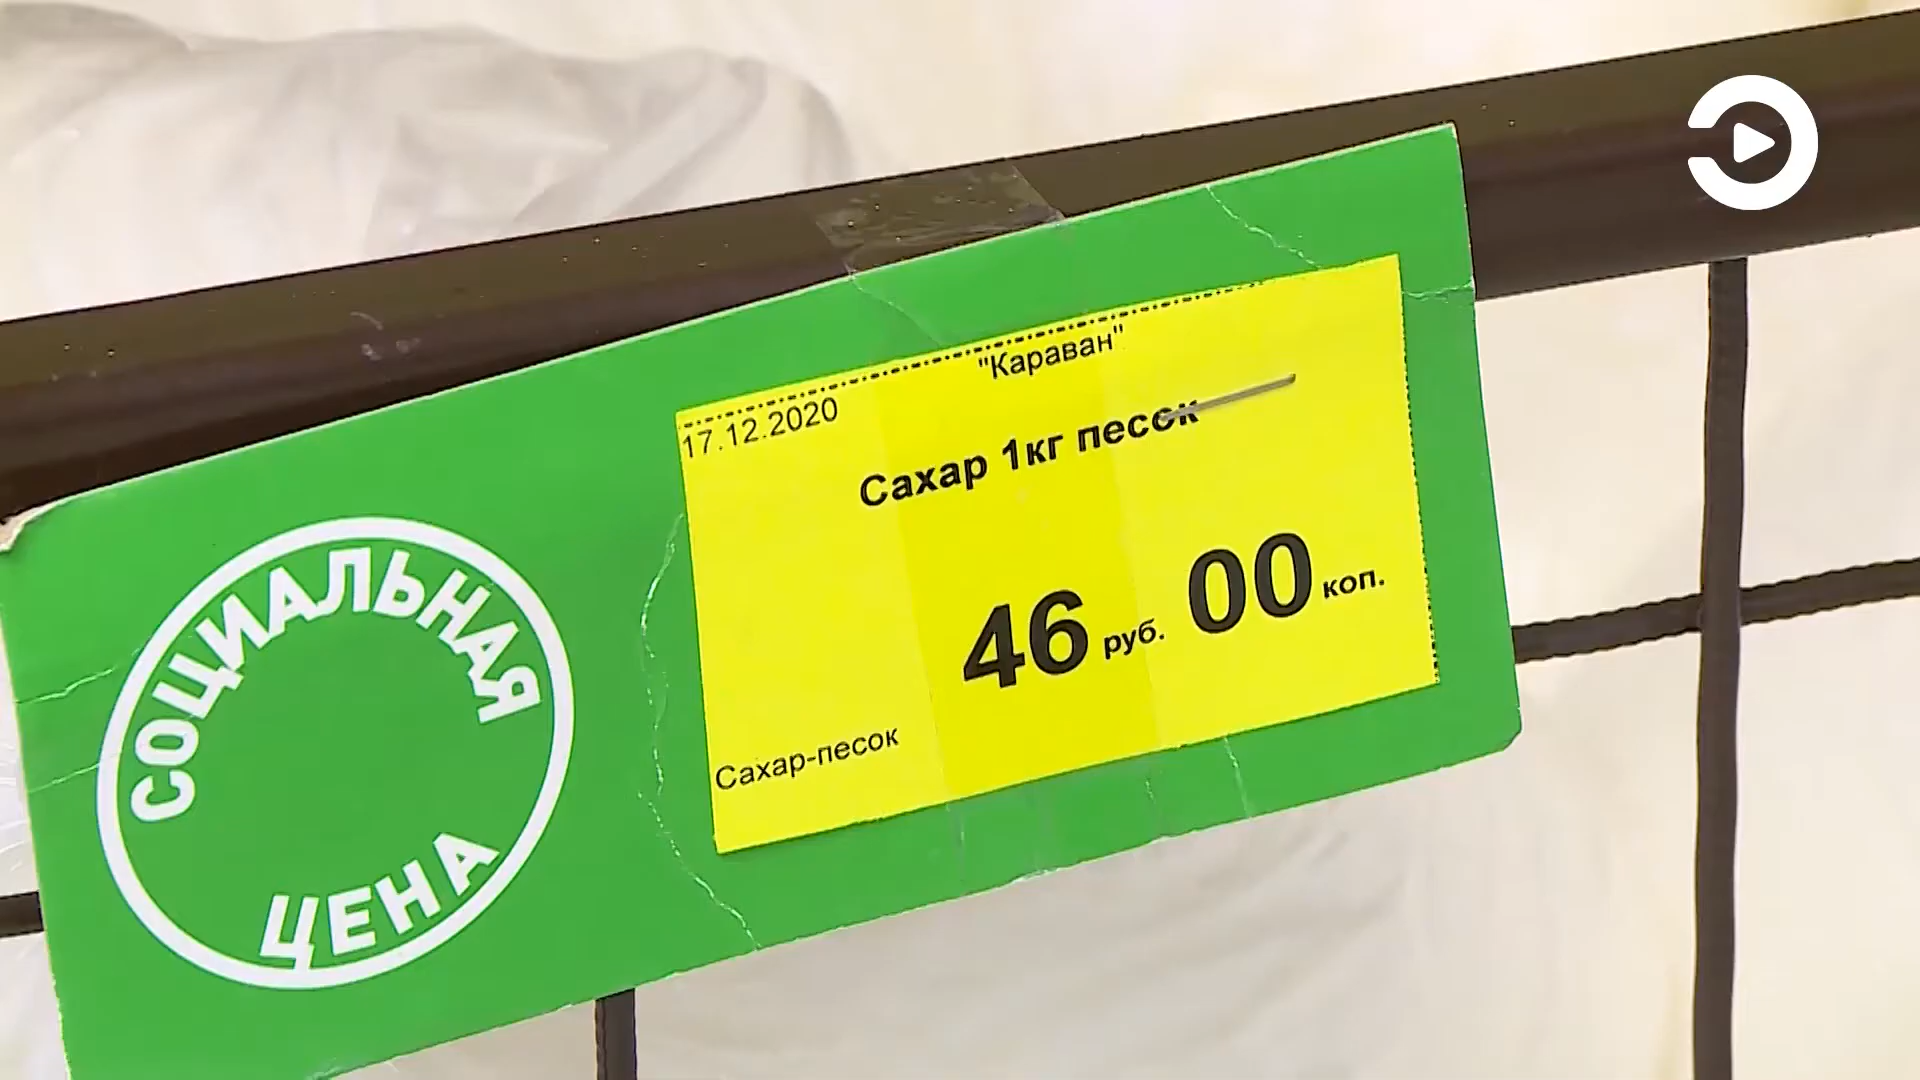 СОЦИАЛЬНАЯ
ЦЕНА
"Караван"
17.12.2020
Сахар 1кг песок
46 руб. 00 коп.
Сахар-песок